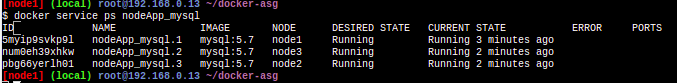 [node1] (local) root@192.168.0.13 ~/docker-asg
$ docker service ps nodeApp_mysql
ID NAME IMAGE NODE DESIRED STATE CURRENT STATE ERROR PORTS
5myip9svkp9l nodeApp_mysql.1 mysql:5.7 node1 Running Running 3 minutes ago
num0eh39xhkw nodeApp_mysql.2 mysql:5.7 node3 Running Running 2 minutes ago
pbg66yerlh01 nodeApp_mysql.3 mysql:5.7 node2 Running Running 2 minutes ago
[node1] (local) root@192.168.0.13 ~/docker-asg